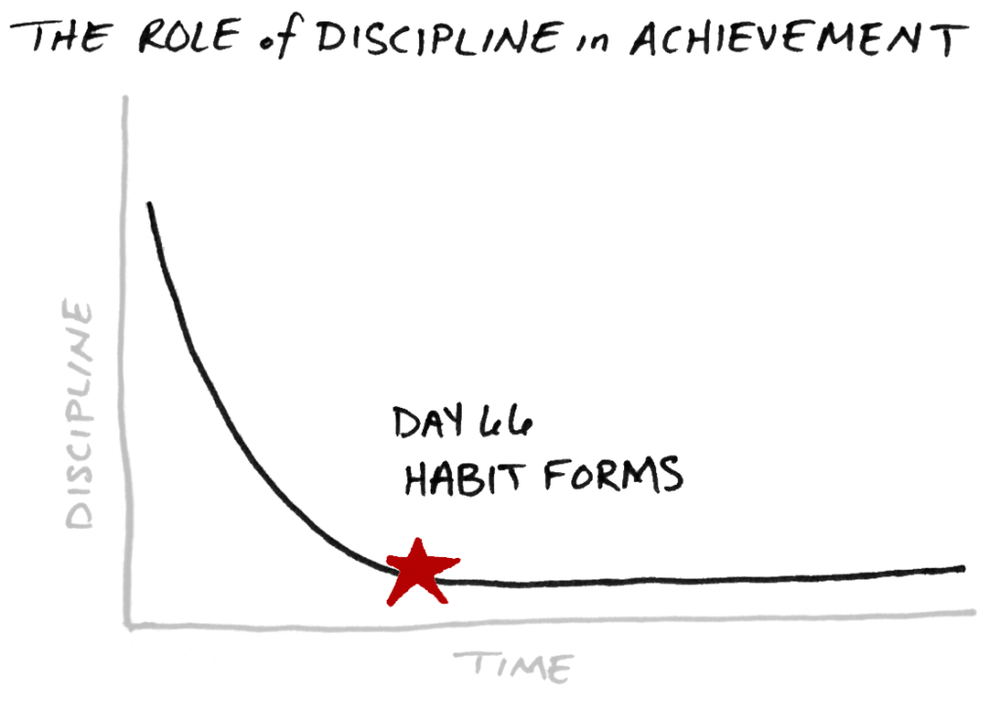 THE ROLE of DISCIPLINE in ACHIEVEMENT
DISCIPLINE
DAY 66
HABIT FORMS
TIME